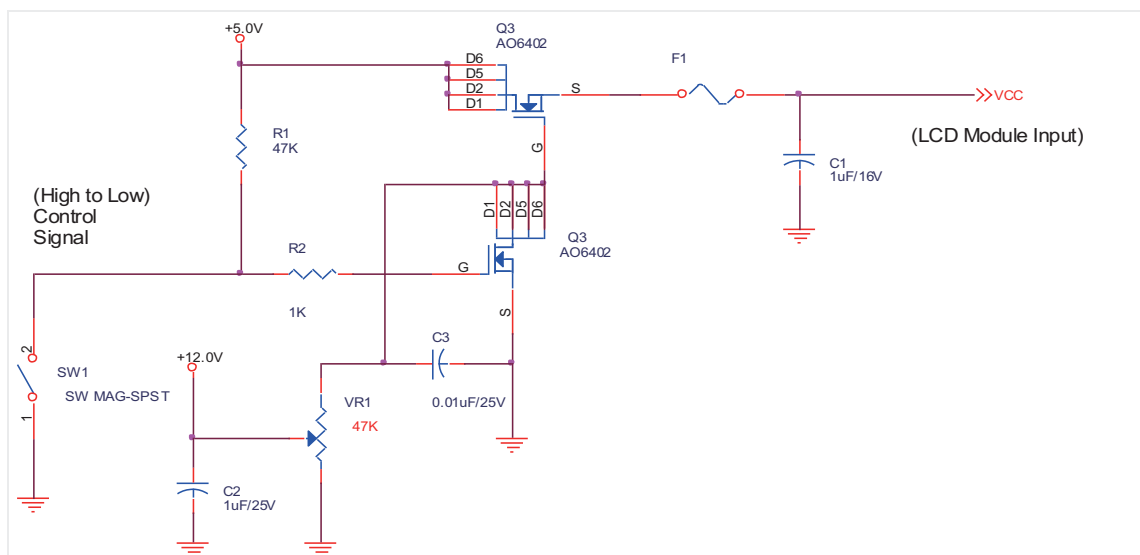 +5.0V
Q3
AO6402
D6
D5
D2
D1
S
G
F1
VCC
(LCD Module Input)
C1
1uF/16V
R1
47K
(High to Low)
Control
Signal
D1
D2
D5
D6
Q3
AO6402
R2
1K
G
S
C3
0.01uF/25V
+12.0V
2
SW1
SW MAG-SPST
1
VR1
47K
C2
1uF/25V